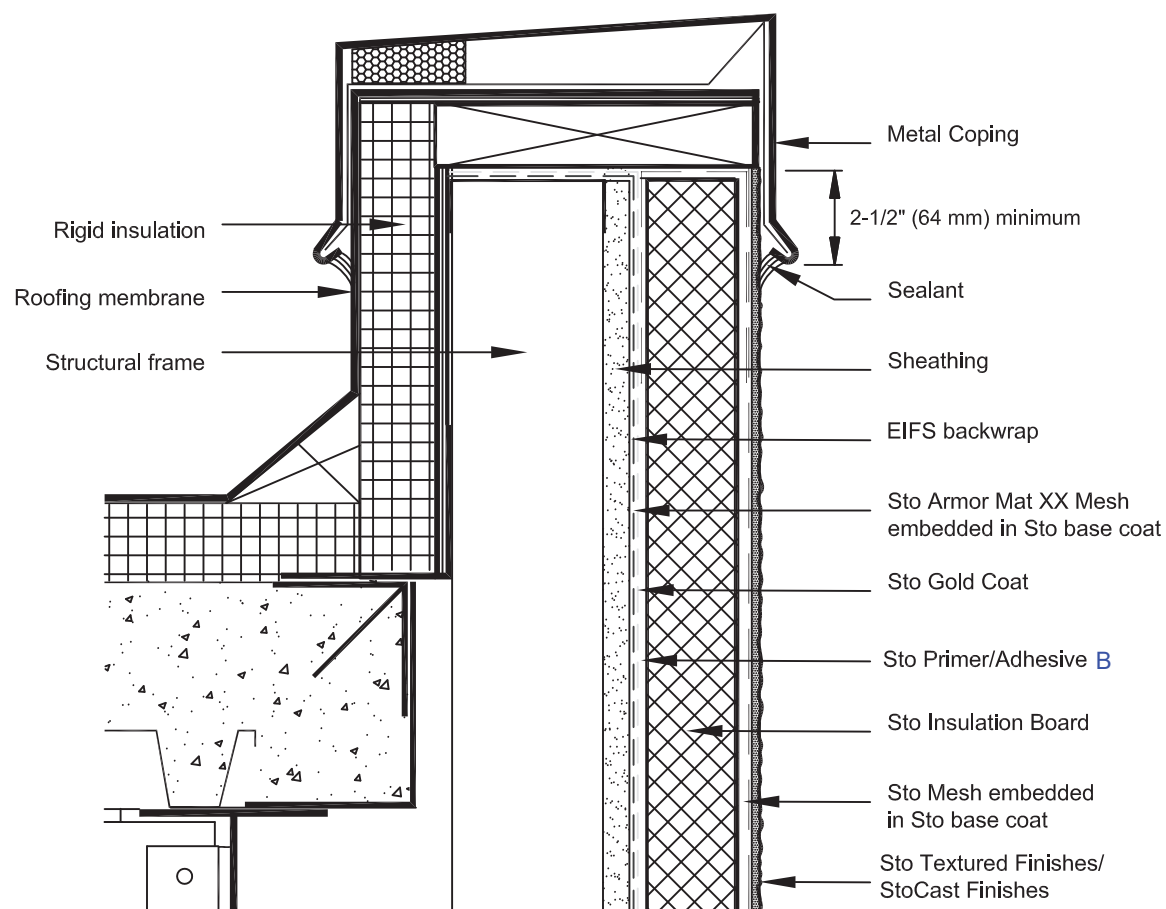 Metal Coping
2-1/2" (64 mm) minimum
Rigid insulation
Sealant
Roofing membrane
Structural frame
Sheathing
EIFS backwrap
Sto Armor Mat XX Mesh
embedded in Sto base coat
Sto Gold Coat
Sto Primer/Adhesive B
Sto Insulation Board
Sto Mesh embedded
in Sto base coat
Sto Textured Finishes/
StoCast Finishes